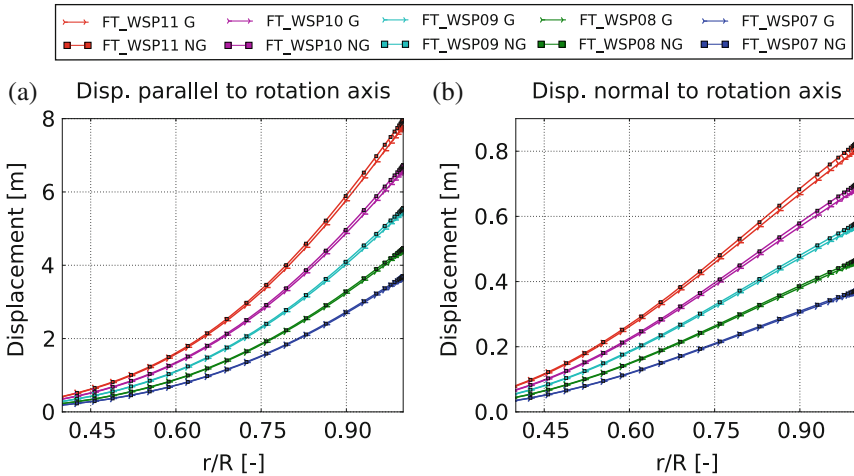 FT_WSP11 G FT_WSP10 G FT_WSP09 G FT_WSP08 G FT_WSP07 G
FT_WSP11 NG FT_WSP10 NG FT_WSP09 NG FT_WSP08 NG FT_WSP07 NG
(a) Disp. parallel to rotation axis
8
6
4
2
0
Displacement [m]
0.45 0.60 0.75 0.90
r/R [-]
(b) Disp. normal to rotation axis
0.8
0.6
0.4
0.2
0.0
Displacement [m]
0.45 0.60 0.75 0.90
r/R [-]